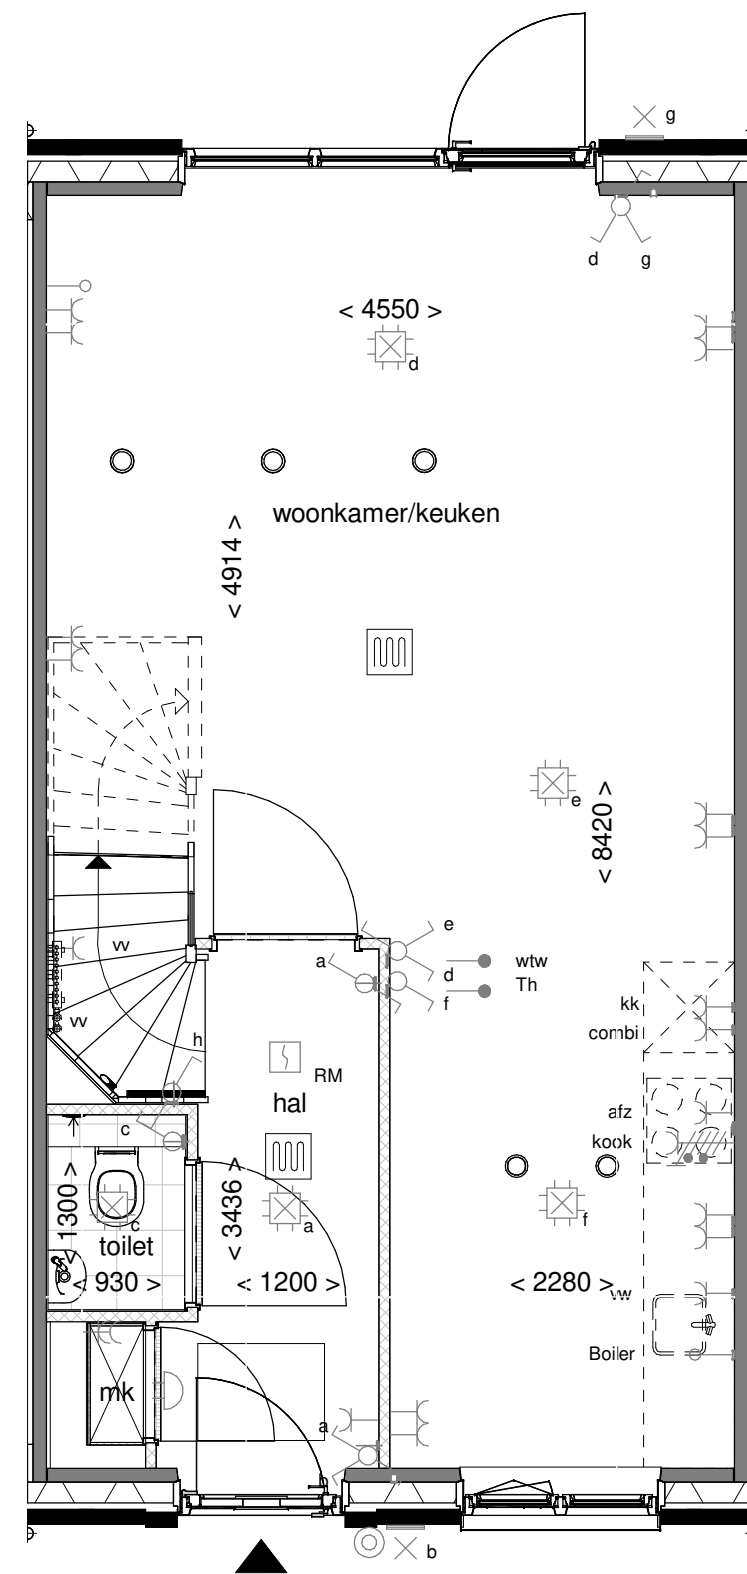 g
d
g
< 4550 >
d
woonkamer/keuken
< 4914 >
e
< 8420 >
e
vv
a
d
wtw
Th
f
vv
kk
combi
h
RM
hal
afz
kook
c
c
toilet
< 1300 >
< 3436 >
a
f
< 930 >
< 1200 >
< 2280 >
vw
Boiler
mk
a
b